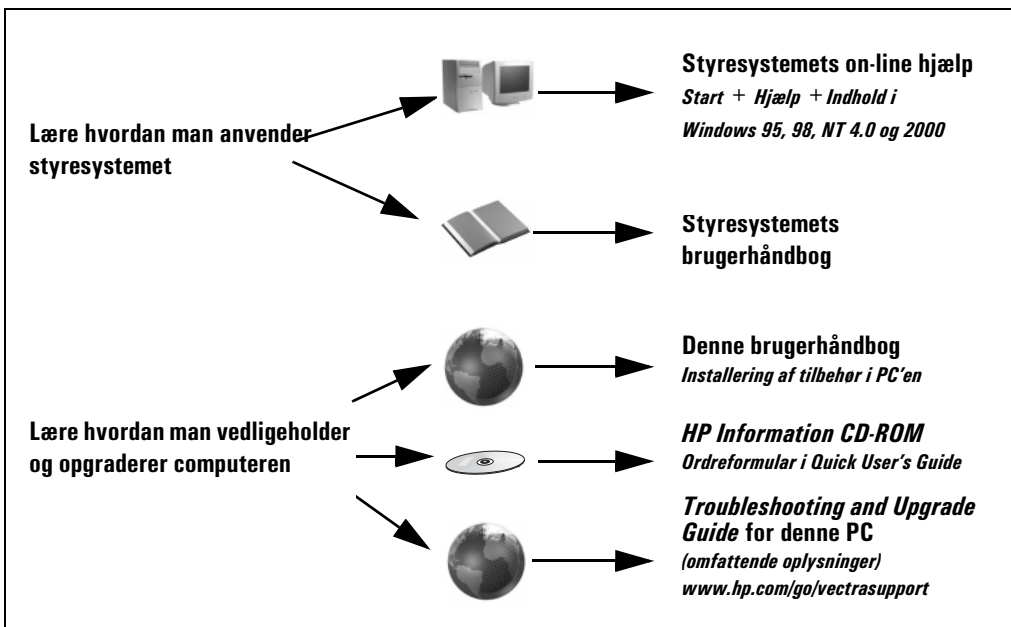 Lære hvordan man anvender
styresystemet
Styresystemets on-line hjælp
Start + Hjælp + Indhold i
Windows 95, 98, NT 4.0 og 2000
Styresystemets
brugerhåndbog
Lære hvordan man vedligeholder
og opgraderer computeren
Denne brugerhåndbog
Installering af tilbehør i PC'en
HP Information CD-ROM
Ordreformular i Quick User's Guide
Troubleshooting and Upgrade
Guide for denne PC
(omfattende oplysninger)
www.hp.com/go/vectrasupport